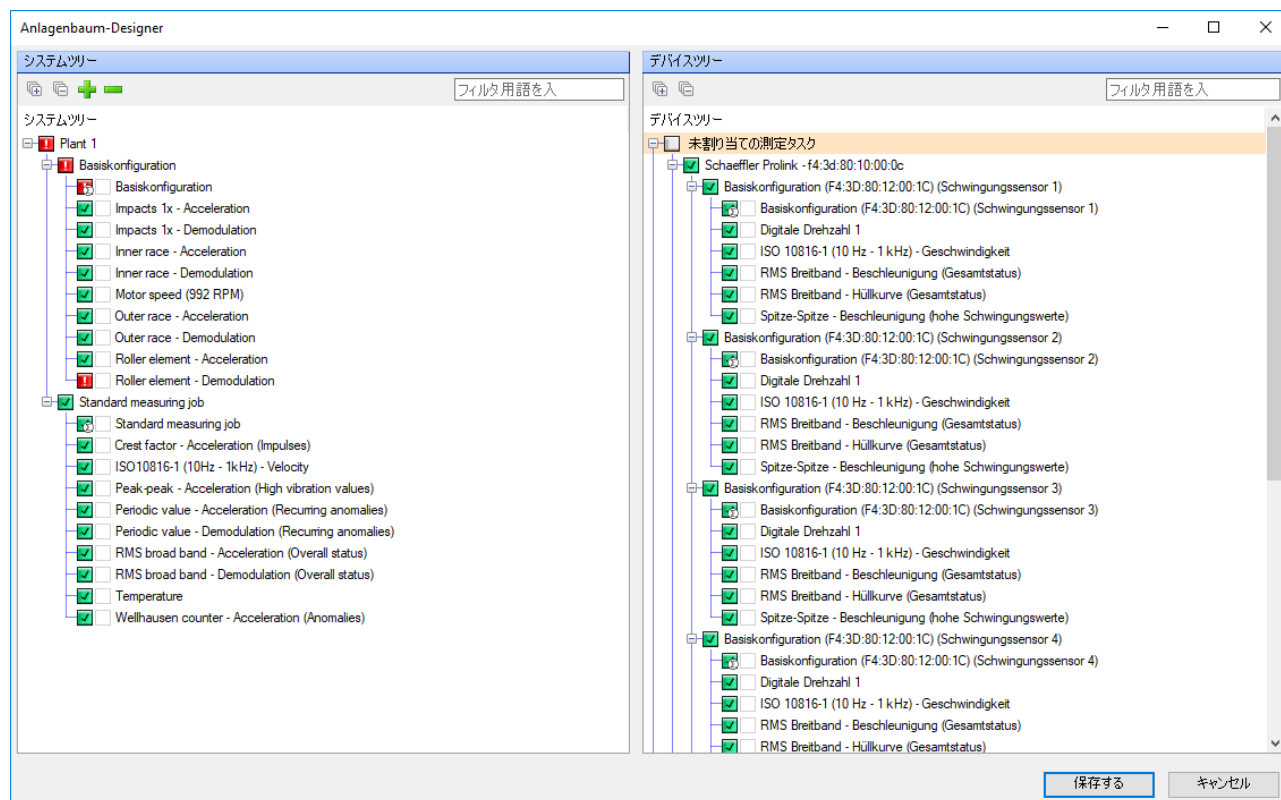 Anlagenbaum-Designer
システムツリー
フィルタ用語を入
システムツリー
Plant 1
Basiskonfiguration
Basiskonfiguration
Impacts 1x - Acceleration
Impacts 1x - Demodulation
Inner race - Acceleration
Inner race - Demodulation
Motor speed (992 RPM)
Outer race - Acceleration
Outer race - Demodulation
Roller element - Acceleration
Roller element - Demodulation
Standard measuring job
Standard measuring job
Crest factor - Acceleration (Impulses)
ISO10816-1 (10Hz - 1kHz) - Velocity
Peak-peak - Acceleration (High vibration values)
Periodic value - Acceleration (Recurring anomalies)
Periodic value - Demodulation (Recurring anomalies)
RMS broad band - Acceleration (Overall status)
RMS broad band - Demodulation (Overall status)
Temperature
Wellhausen counter - Acceleration (Anomalies)
デバイスツリー
フィルタ用語を入
デバイスツリー
未割り当ての測定タスク
Schaeffler Prolink - f4:3d:80:10:00:0c
Basiskonfiguration (F4:3D:80:12:00:1C) (Schwingungssensor 1)
Basiskonfiguration (F4:3D:80:12:00:1C) (Schwingungssensor 1)
Digitale Drehzahl 1
ISO 10816-1 (10 Hz - 1 kHz) - Geschwindigkeit
RMS Breitband - Beschleunigung (Gesamtstatus)
RMS Breitband - Hüllkurve (Gesamtstatus)
Spitze-Spitze - Beschleunigung (hohe Schwingungswerte)
Basiskonfiguration (F4:3D:80:12:00:1C) (Schwingungssensor 2)
Basiskonfiguration (F4:3D:80:12:00:1C) (Schwingungssensor 2)
Digitale Drehzahl 1
ISO 10816-1 (10 Hz - 1 kHz) - Geschwindigkeit
RMS Breitband - Beschleunigung (Gesamtstatus)
RMS Breitband - Hüllkurve (Gesamtstatus)
Spitze-Spitze - Beschleunigung (hohe Schwingungswerte)
Basiskonfiguration (F4:3D:80:12:00:1C) (Schwingungssensor 3)
Basiskonfiguration (F4:3D:80:12:00:1C) (Schwingungssensor 3)
Digitale Drehzahl 1
ISO 10816-1 (10 Hz - 1 kHz) - Geschwindigkeit
RMS Breitband - Beschleunigung (Gesamtstatus)
RMS Breitband - Hüllkurve (Gesamtstatus)
Spitze-Spitze - Beschleunigung (hohe Schwingungswerte)
Basiskonfiguration (F4:3D:80:12:00:1C) (Schwingungssensor 4)
Basiskonfiguration (F4:3D:80:12:00:1C) (Schwingungssensor 4)
Digitale Drehzahl 1
ISO 10816-1 (10 Hz - 1 kHz) - Geschwindigkeit
RMS Breitband - Beschleunigung (Gesamtstatus)
RMS Breitband - Hüllkurve (Gesamtstatus)
保存する
キャンセル